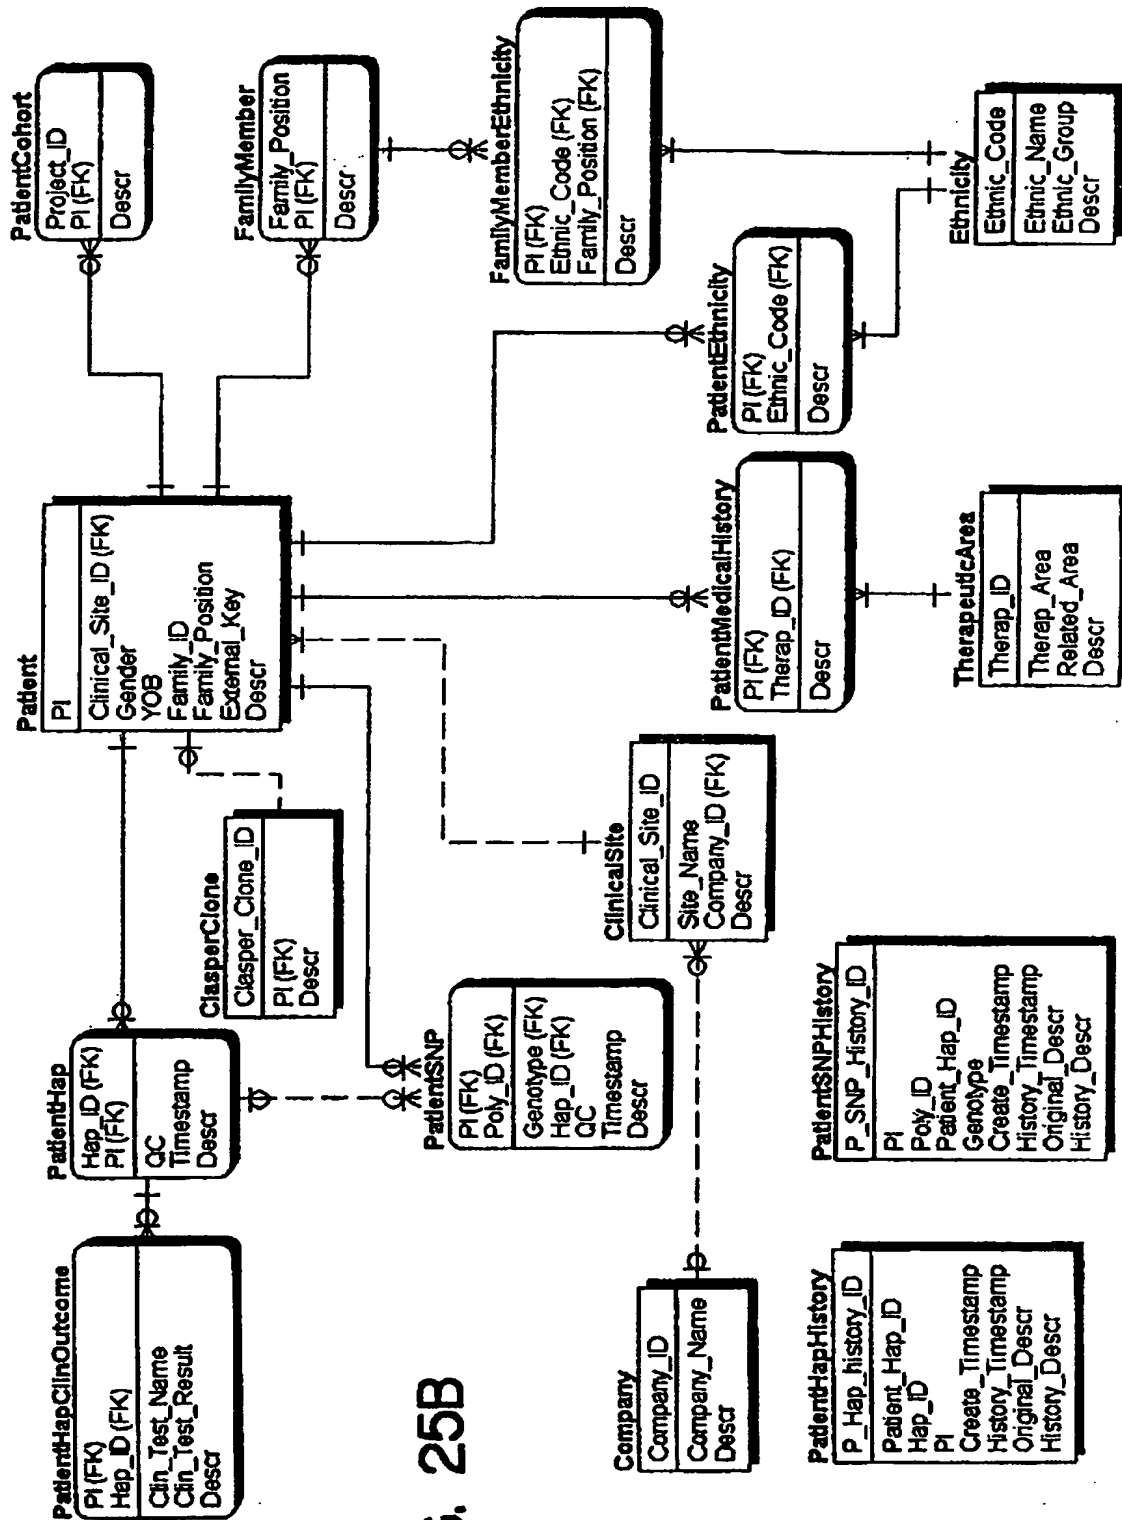 PatientCohort
Project_ID
PI (FK)
Descr
FamilyMember
Family_Position
PI (FK)
Descr
FamilyMemberEthnicity
PI (FK)
Ethnic_Code (FK)
Family_Position (FK)
Descr
Ethnicity
Ethnic_Code
Ethnic_Name
Ethnic_Group
Descr
Patient
PI
Clinical_Site_ID (FK)
Gender
YOB
Family_ID
Family_Position
External_Key
Descr
PatientEthnicity
PI (FK)
Ethnic_Code (FK)
Descr
PatientMedicalHistory
PI (FK)
Therap_ID (FK)
Descr
TherapeuticArea
Therap_ID
Therap_Area
Related_Area
Descr
ClasperClone
Clasper_Clone_ID
PI (FK)
Descr
ClinicalSite
Clinical_Site_ID
Site_Name
Company_ID (FK)
Descr
PatientHap
Hap_ID (FK)
PI (FK)
QC
Timestamp
Descr
PatientSNP
PI (FK)
Poly_ID (FK)
Genotype (FK)
Hap_ID (FK)
QC
Timestamp
Descr
PatientSNPHistory
P_SNP_History_ID
PI
Poly_ID
Patient_Hap_ID
Genotype
Create_Timestamp
History_Timestamp
Original_Descr
History_Descr
PatientHapClinOutcome
PI (FK)
Hap_ID (FK)
Clin_Test_Name
Clin_Test_Result
Descr
Company
Company_ID
Company_Name
Descr
PatientHapHistory
P_Hap_history_ID
Patient_Hap_ID
Hap_ID
PI
Create_Timestamp
History_Timestamp
Original_Descr
History_Descr
25B